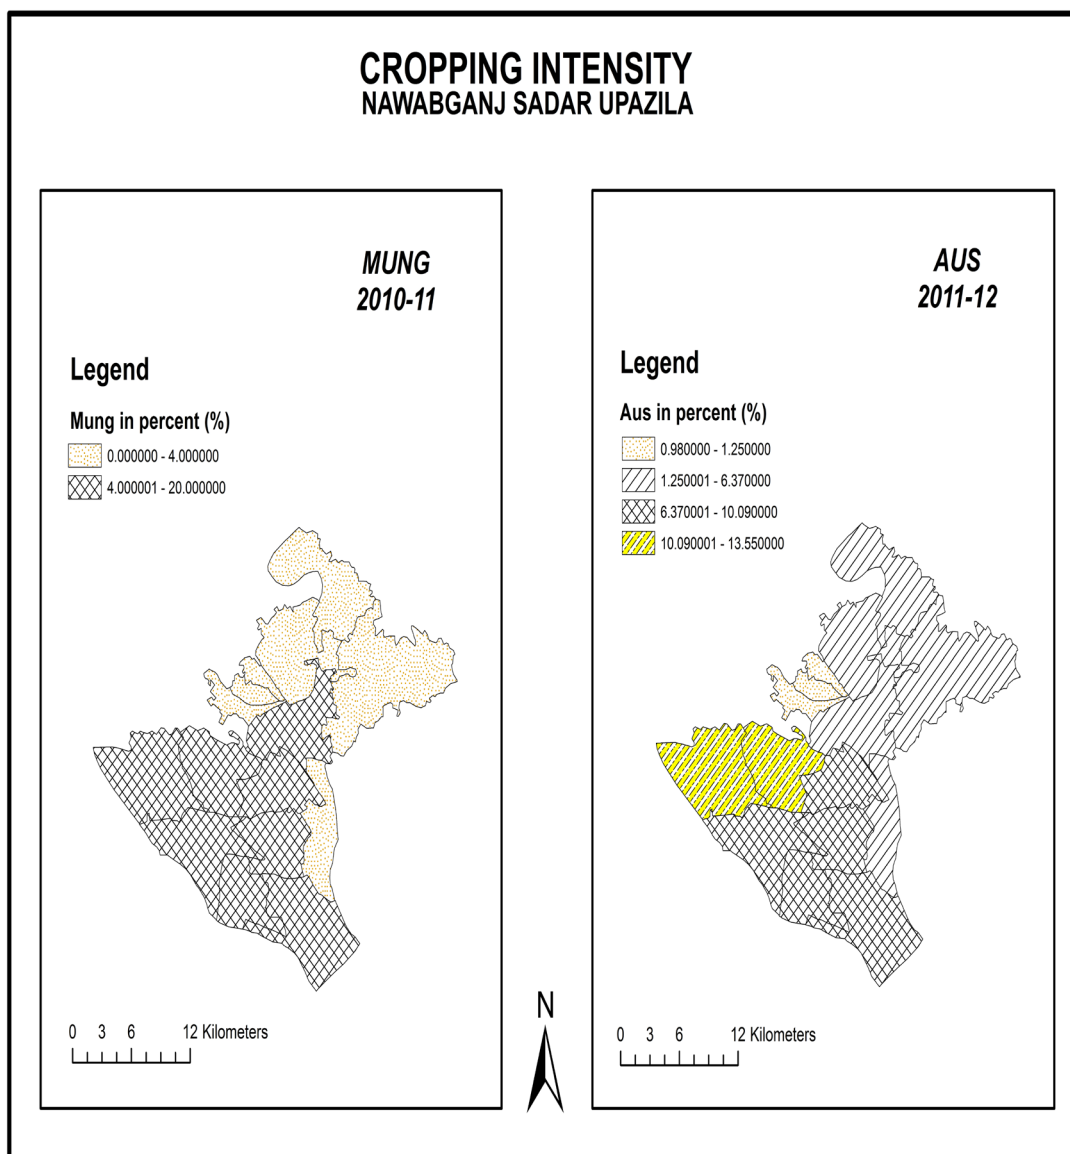 CROPPING INTENSITY
NAWABGANJ SADAR UPAZILA
MUNG
2010-11
Legend
Mung in percent (%)
0.000000 - 4.000000
4.000001 - 20.000000
0 3 6 12 Kilometers
N
AUS
2011-12
Legend
Aus in percent (%)
0.980000 - 1.250000
1.250001 - 6.370000
6.370001 - 10.090000
10.090001 - 13.550000
0 3 6 12 Kilometers